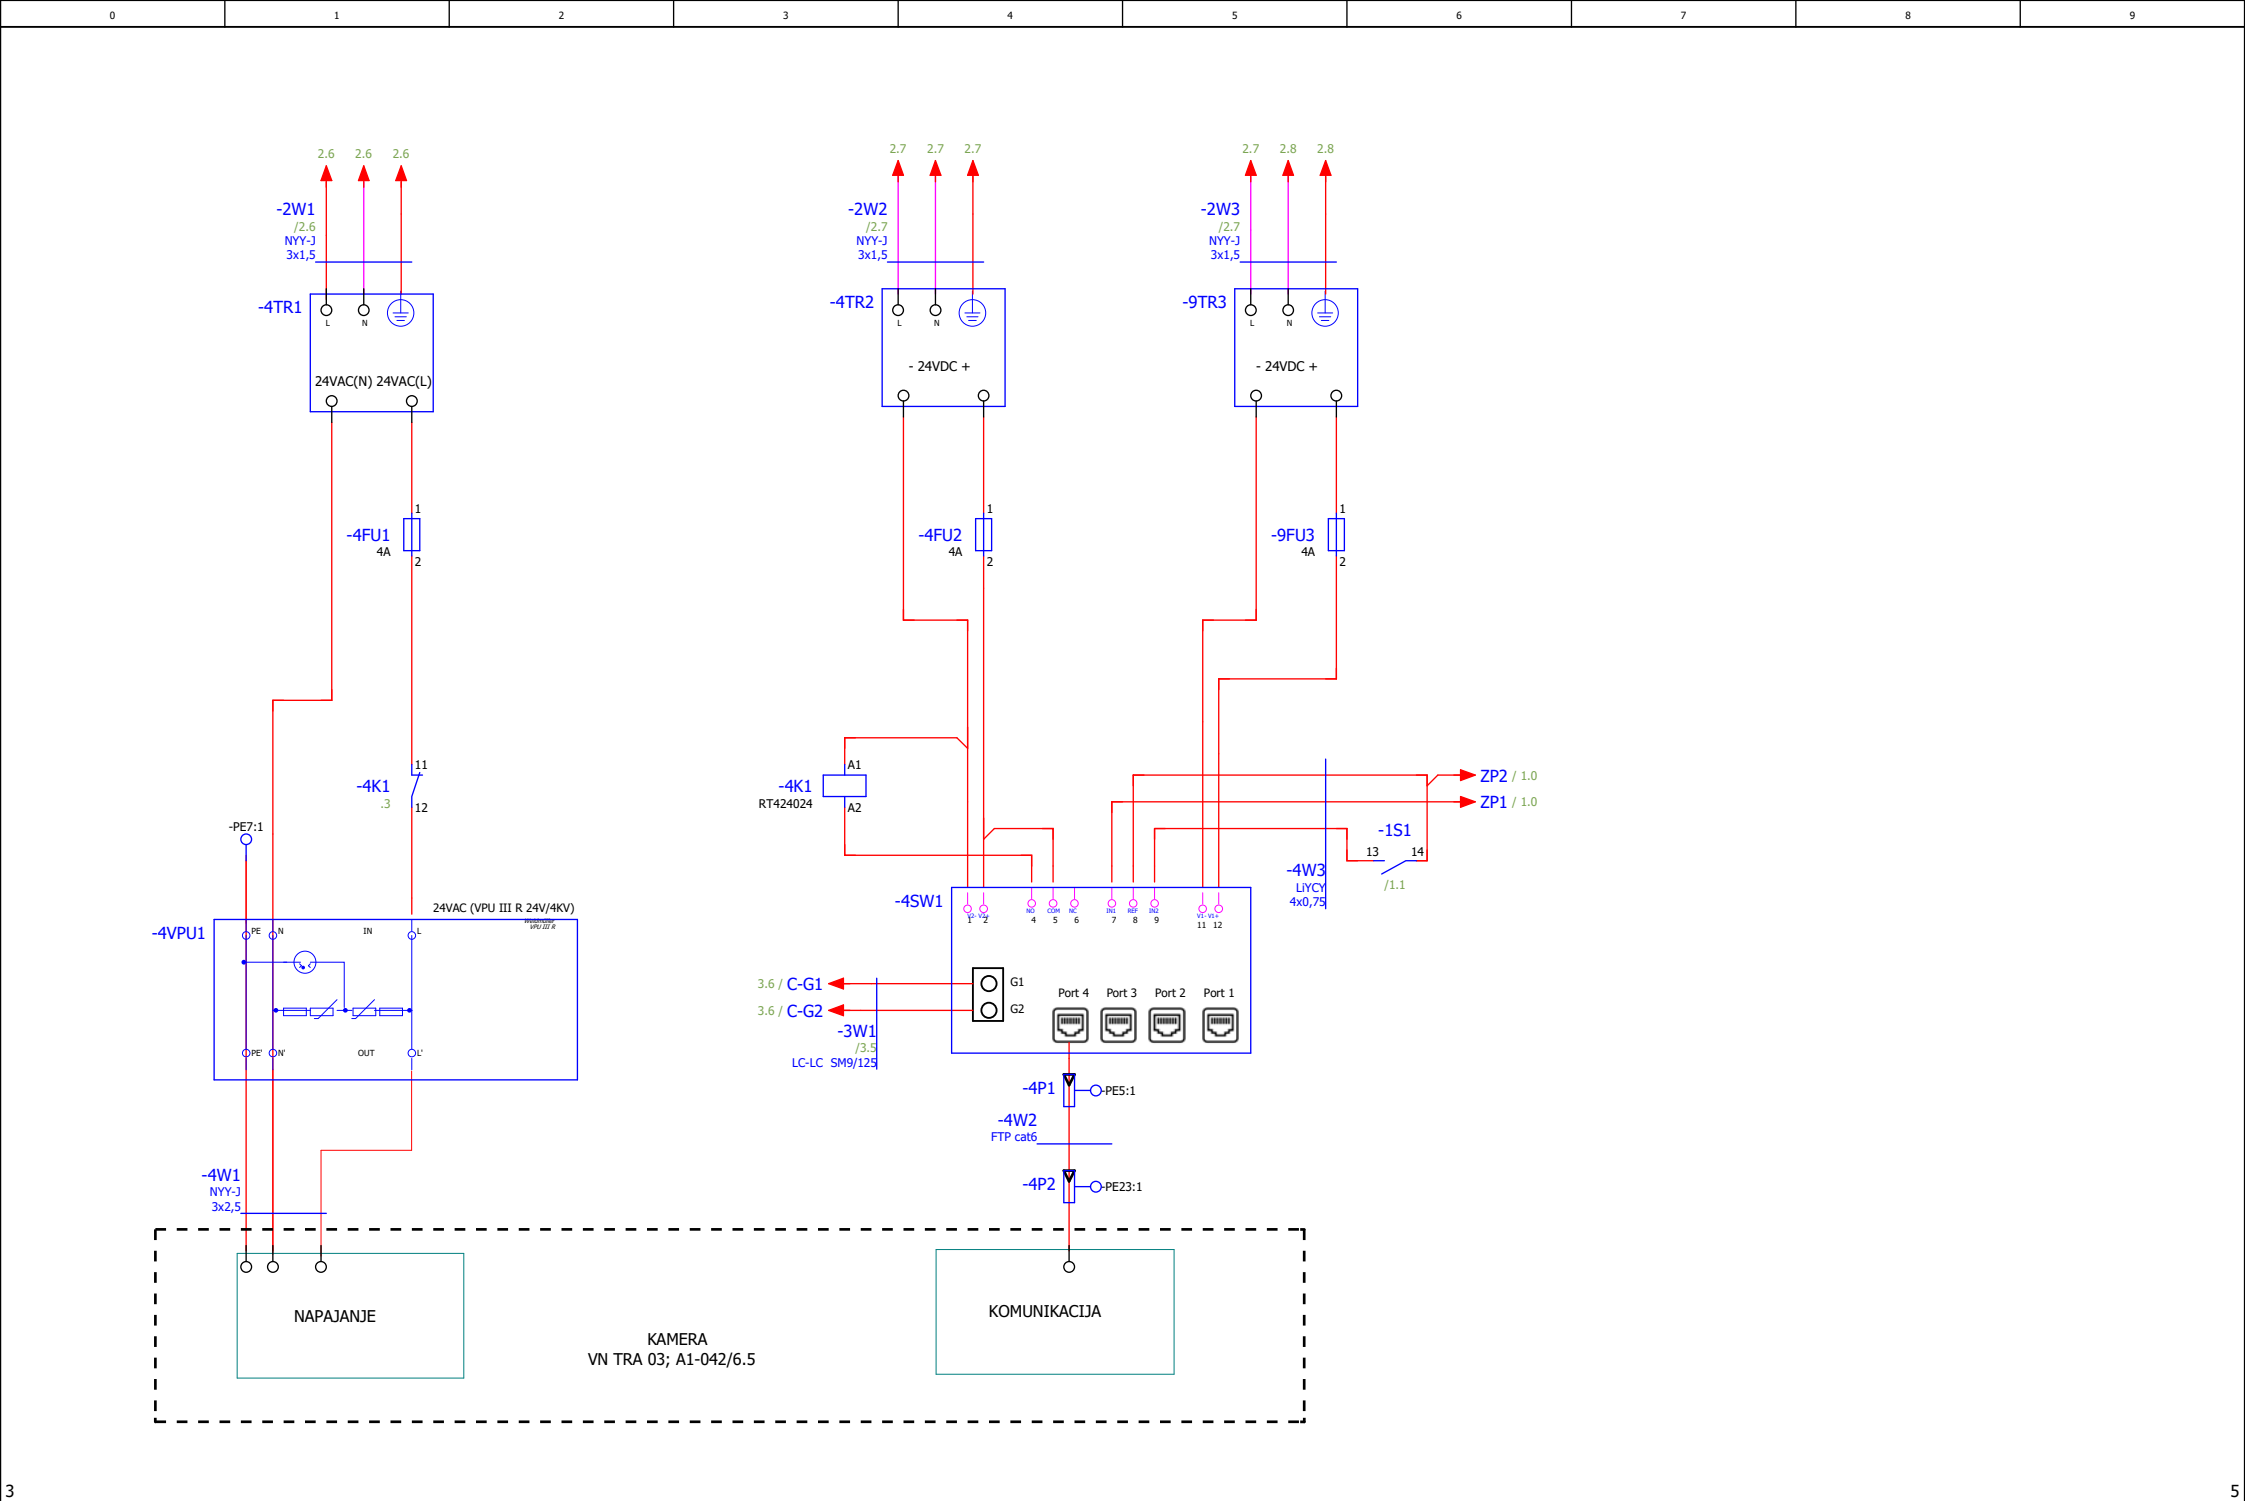 0 1 2 3 4 5 6 7 8 9
2.6 2.6 2.6
-2W1
/2.6
NYY-J
3x1,5
-4TR1
L N
24VAC(N) 24VAC(L)
1
-4FU1
4A
2
11
-4K1
.3
12
-PE7:1
24VAC (VPU III R 24V/4KV)
Weidmüller
VPU III R
-4VPU1
PE N IN L
PE' N' OUT L'
-4W1
NYY-J
3x2,5
2.7 2.7 2.7
-2W2
/2.7
NYY-J
3x1,5
-4TR2
L N
- 24VDC +
1
-4FU2
4A
2
2.7 2.8 2.8
-2W3
/2.7
NYY-J
3x1,5
-9TR3
L N
- 24VDC +
1
-9FU3
4A
2
A1
-4K1
RT424024
A2
ZP2 / 1.0
ZP1 / 1.0
-1S1
13 14
/1.1
-4W3
LiYCY
4x0,75
-4SW1
V2- V2+ NO COM NC IN1 REF IN2 V1- V1+
1 2 4 5 6 7 8 9 11 12
3.6 / C-G1
3.6 / C-G2
-3W1
/3.5
LC-LC SM9/125
G1
G2
Port 4 Port 3 Port 2 Port 1
-4P1
-PE5:1
-4W2
FTP cat6
-4P2
-PE23:1
NAPAJANJE
KOMUNIKACIJA
KAMERA
VN TRA 03; A1-042/6.5
3
5